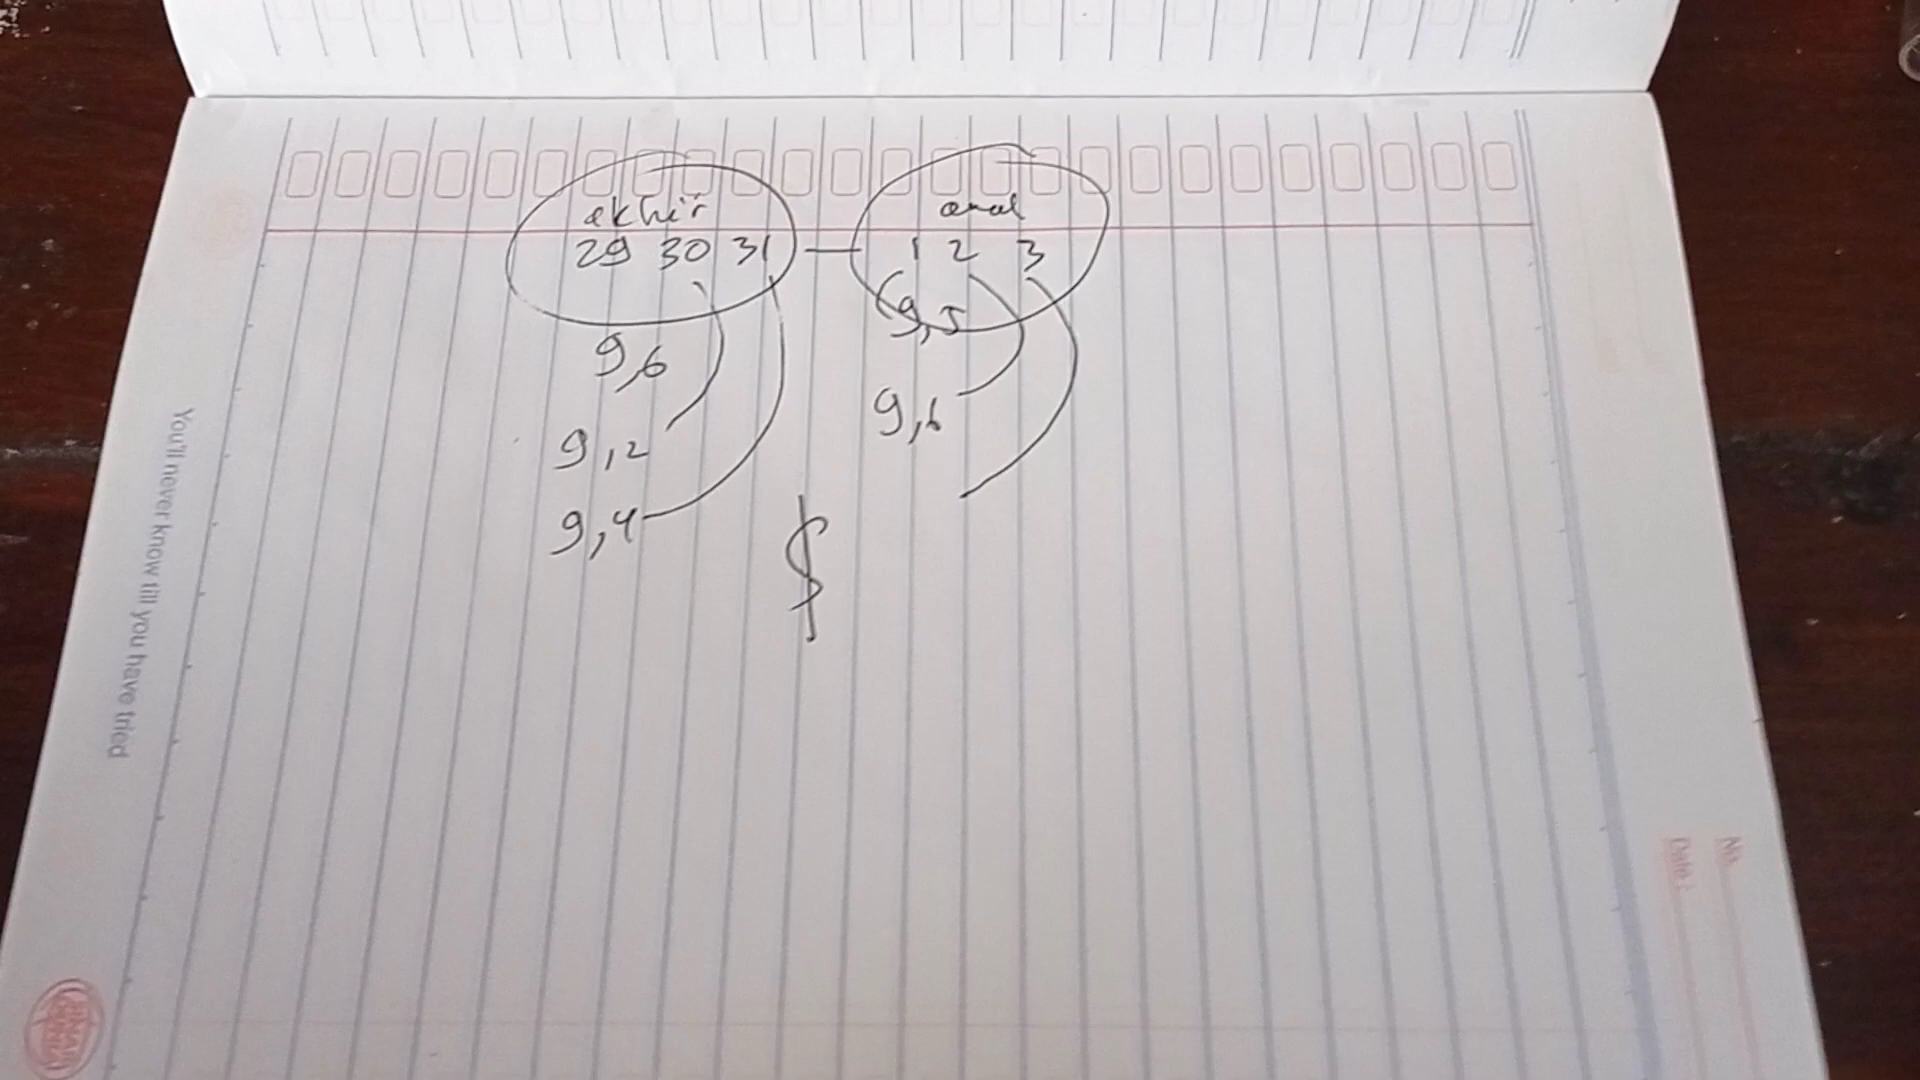 akhir awal
29 30 31 — 1 2 3
9,6 9,5
9,2 9,6
9,4
$
You'll never know till you have tried
No.
Date :